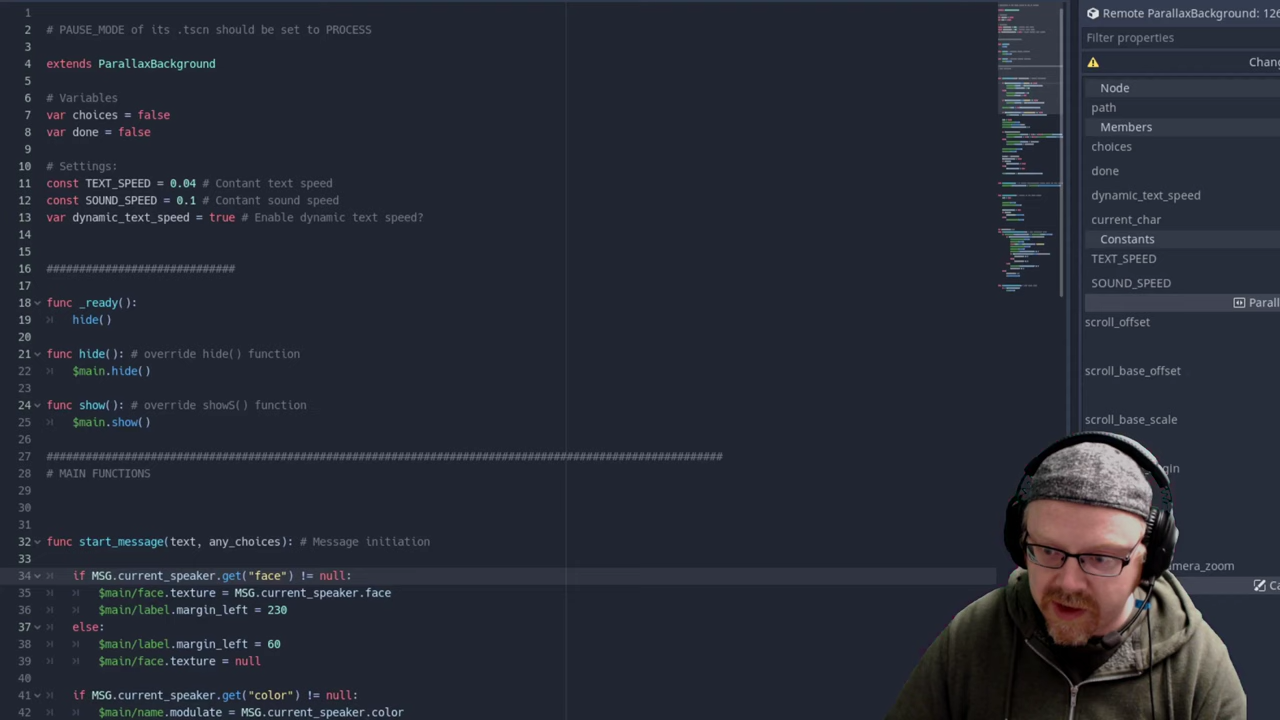 1
2 # PAUSE_MODE of its .tscn should be set to PROCESS
3
4 extends ParallaxBackground
5
6 # Variables
7 var choices = false
8 var done = false
9
10 # Settings:
11 const TEXT_SPEED = 0.04 # Contant text speed
12 const SOUND_SPEED = 0.1 # Contant sound speed
13 var dynamic_text_speed = true # Enable dynamic text speed?
14
15
16 #############################
17
18 func _ready():
19 hide()
20
21 func hide(): # override hide() function
22 $main.hide()
23
24 func show(): # override showS() function
25 $main.show()
26
27 ########################################################################################################
28 # MAIN FUNCTIONS
29
30
31
32 func start_message(text, any_choices): # Message initiation
33
34 if MSG.current_speaker.get("face") != null:
35 $main/face.texture = MSG.current_speaker.face
36 $main/label.margin_left = 230
37 else:
38 $main/label.margin_left = 60
39 $main/face.texture = null
40
41 if MSG.current_speaker.get("color") != null:
42 $main/name.modulate = MSG.current_speaker.color
Remote ParallaxBackground: 126
Filter properties
Chang
Node
path
Members
choices
done
dynamic_text_speed
current_char
Constants
TEXT_SPEED
SOUND_SPEED
Parall
scroll_offset
scroll_base_offset
scroll_base_scale
gin
amera_zoom
Ca